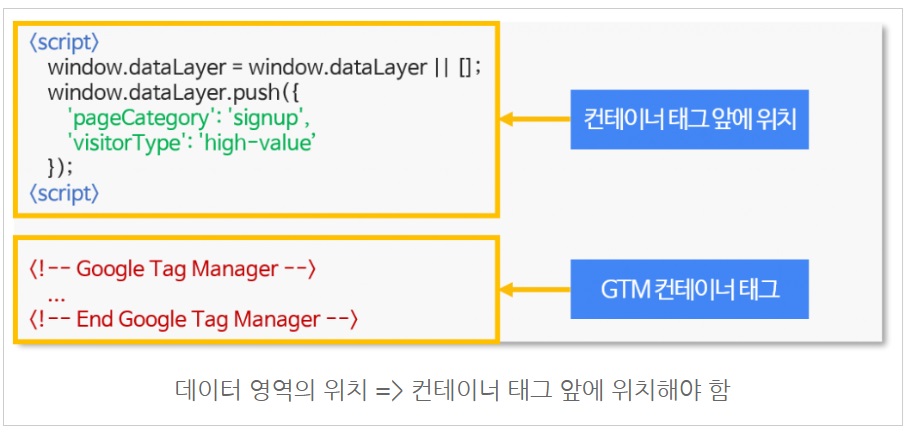 <script>
window.dataLayer = window.dataLayer || [];
window.dataLayer.push({
'pageCategory': 'signup',
'visitorType': 'high-value’
});
<script>
컨테이너 태그 앞에 위치
<!-- Google Tag Manager -->
...
<!-- End Google Tag Manager -->
GTM 컨테이너 태그
데이터 영역의 위치 => 컨테이너 태그 앞에 위치해야 함